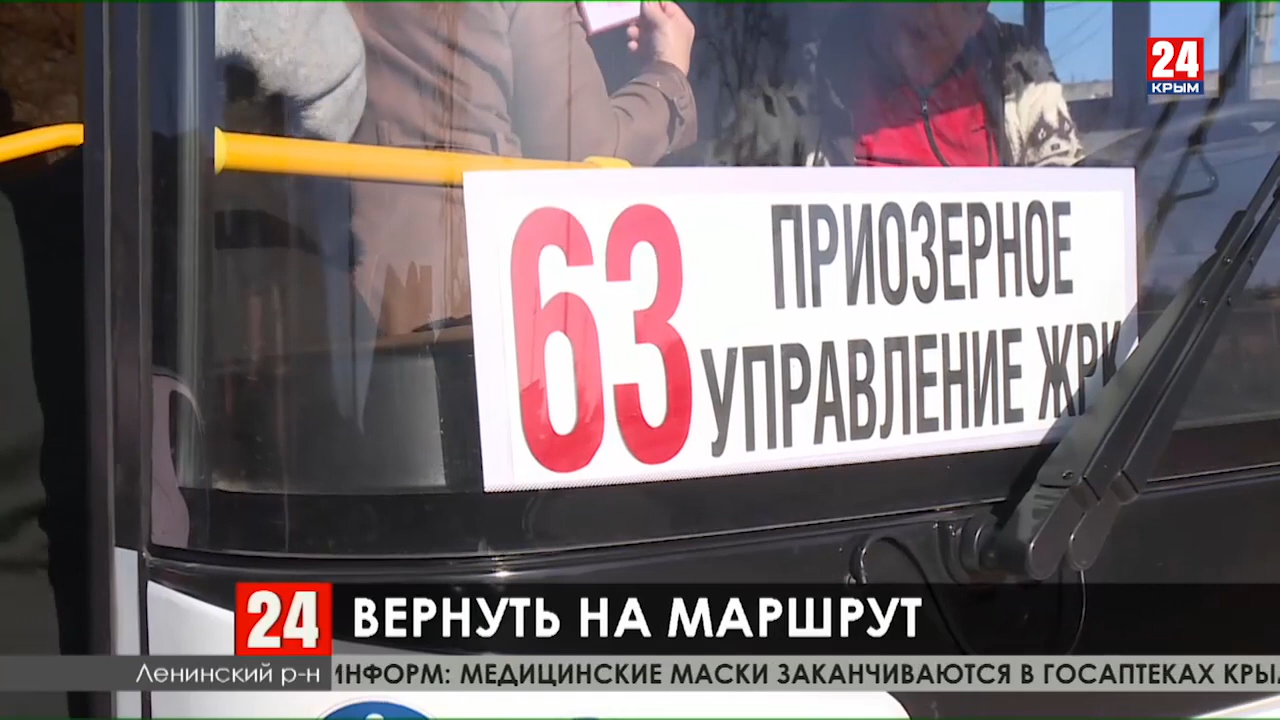 24
КРЫМ
63
ПРИОЗЕРНОЕ
УПРАВЛЕНИЕ ЖРК
24 ВЕРНУТЬ НА МАРШРУТ
Ленинский р-н
ИНФОРМ: МЕДИЦИНСКИЕ МАСКИ ЗАКАНЧИВАЮТСЯ В ГОСАПТЕКАХ